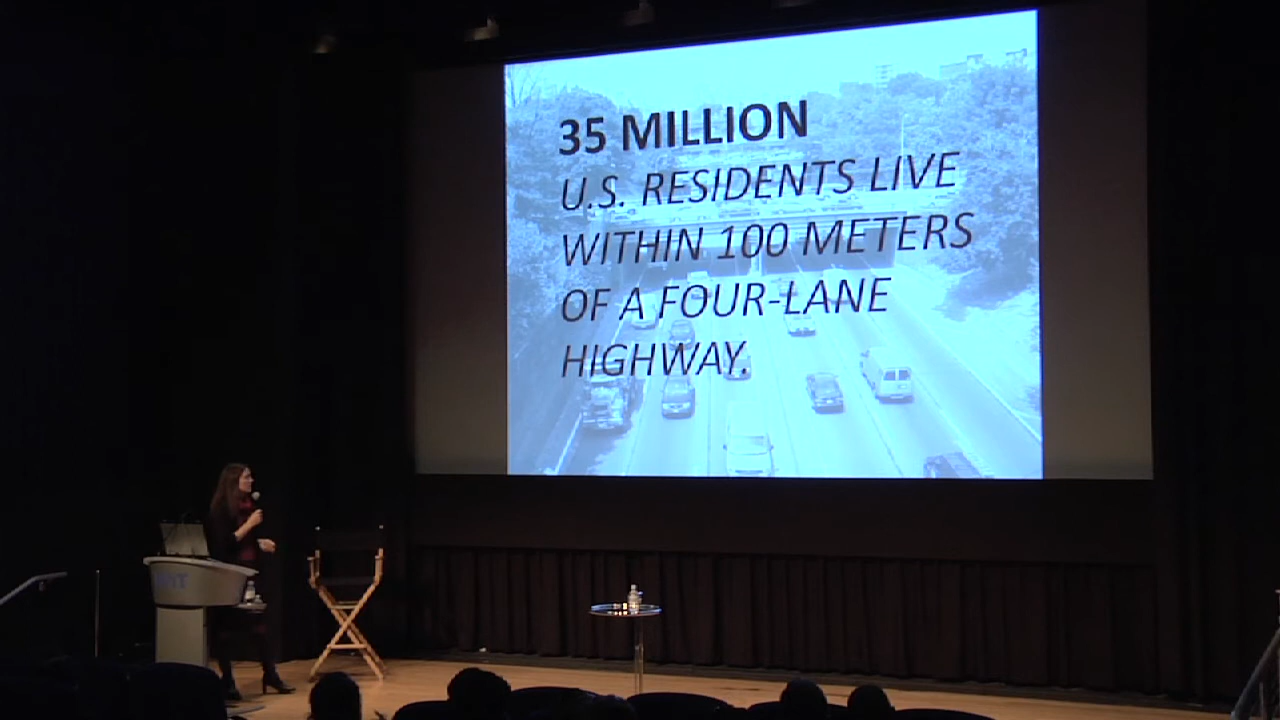 35 MILLION
U.S. RESIDENTS LIVE
WITHIN 100 METERS
OF A FOUR-LANE
HIGHWAY.